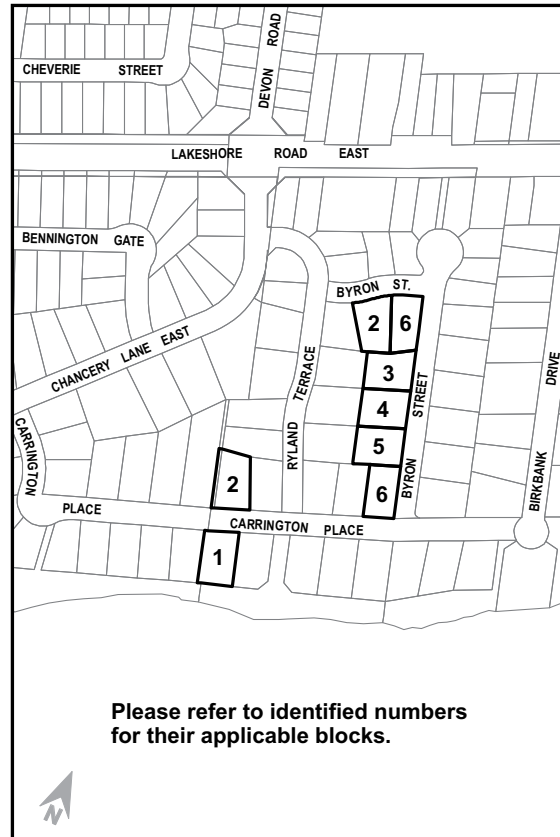 DEVON ROAD
CHEVERIE STREET
LAKESHORE ROAD EAST
BENNINGTON GATE
BYRON ST.
2 6
CHANCERY LANE EAST
3
RYLAND TERRACE
BYRON STREET
BIRKBANK DRIVE
4
CARRINGTON
5
2
6
PLACE
CARRINGTON PLACE
1
Please refer to identified numbers
for their applicable blocks.
N